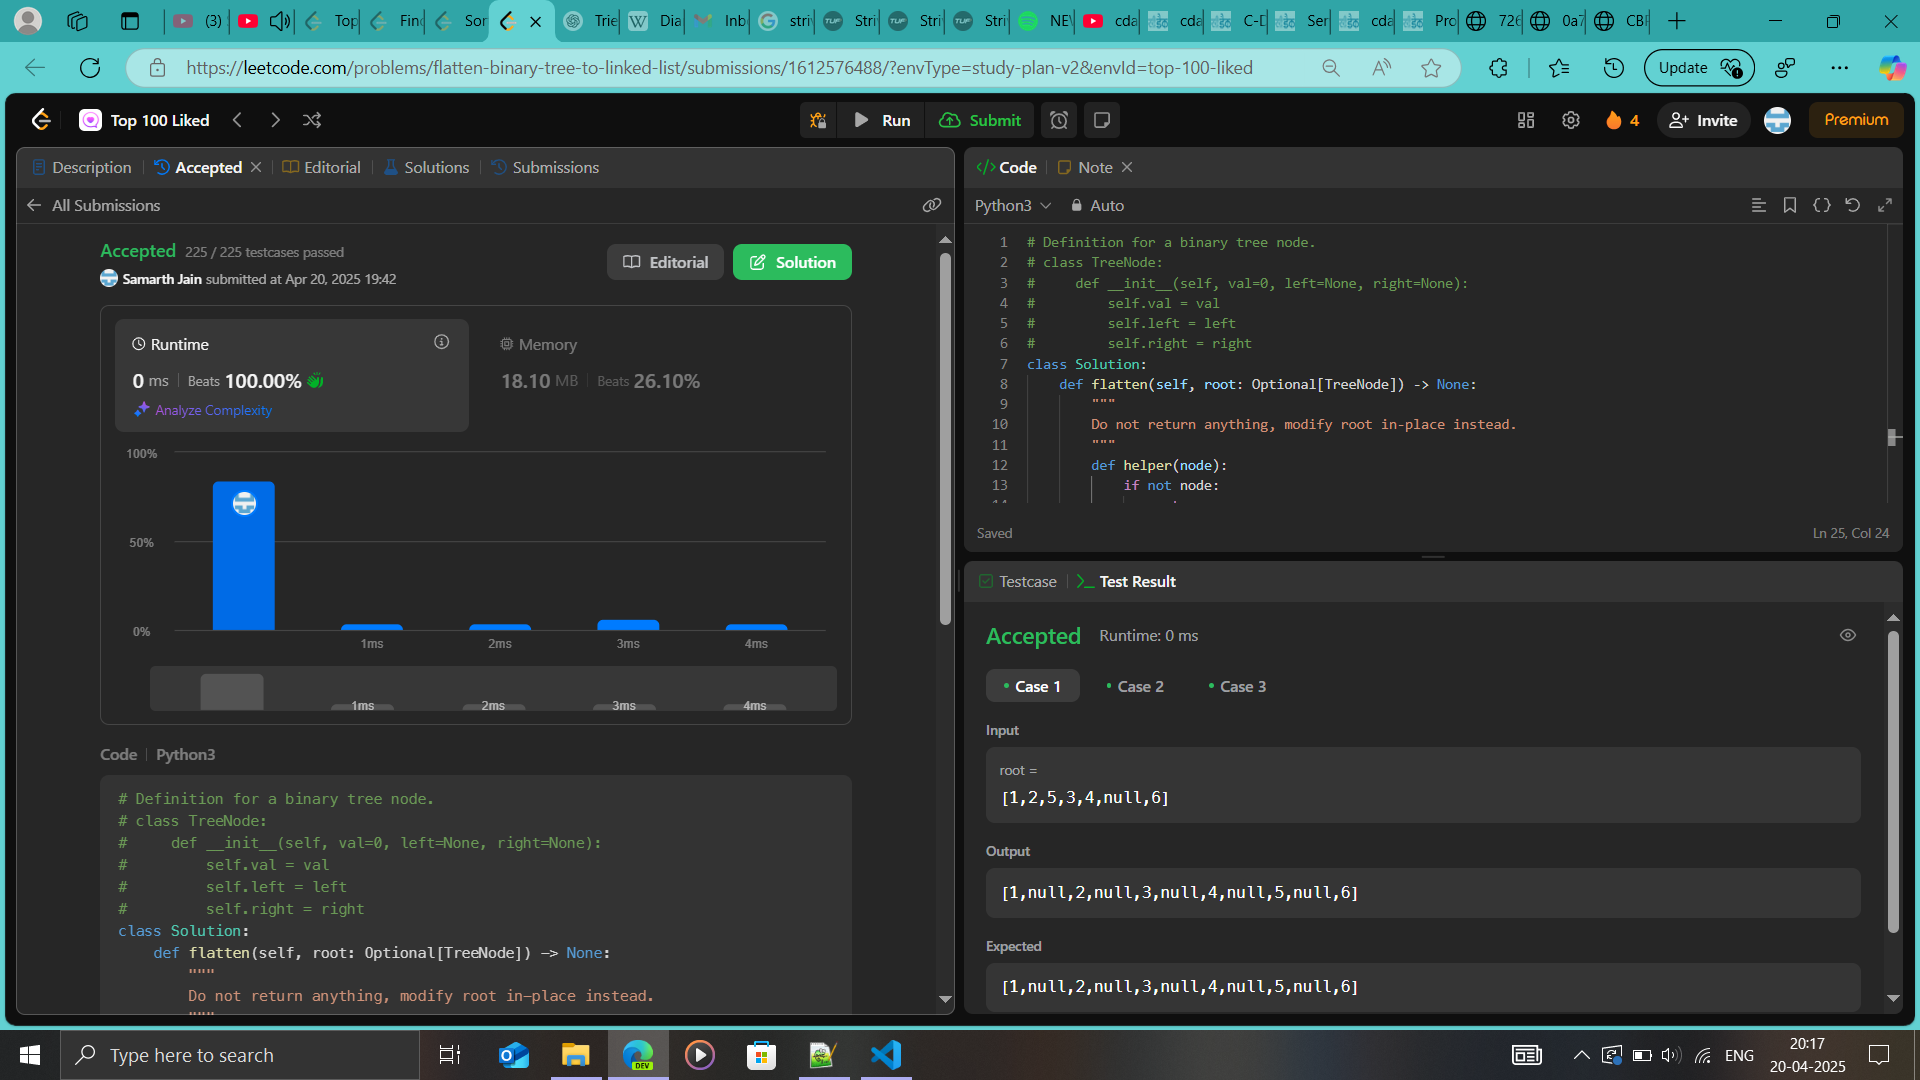 (3)
Top
Find
Sor
Trie
Dia
Inb
striv
Stri
Stri
Stri
NEW
cda
cda
C-D
Ser
cda
Pro
726
0a7
CBF
https://leetcode.com/problems/flatten-binary-tree-to-linked-list/submissions/1612576488/?envType=study-plan-v2&envId=top-100-liked
Update
Top 100 Liked
Run
Submit
4
Invite
Premium
Description
Accepted
Editorial
Solutions
Submissions
All Submissions
Accepted 225 / 225 testcases passed
Samarth Jain submitted at Apr 20, 2025 19:42
Editorial
Solution
Runtime
0 ms Beats 100.00%
Analyze Complexity
Memory
18.10 MB Beats 26.10%
100%
50%
0%
1ms 2ms 3ms 4ms
1ms 2ms 3ms 4ms
Code Python3
# Definition for a binary tree node.
# class TreeNode:
#     def __init__(self, val=0, left=None, right=None):
#         self.val = val
#         self.left = left
#         self.right = right
class Solution:
    def flatten(self, root: Optional[TreeNode]) -> None:
        """
        Do not return anything, modify root in-place instead.
        """
</> Code
Note
Python3
Auto
1 # Definition for a binary tree node.
2 # class TreeNode:
3 #     def __init__(self, val=0, left=None, right=None):
4 #         self.val = val
5 #         self.left = left
6 #         self.right = right
7 class Solution:
8     def flatten(self, root: Optional[TreeNode]) -> None:
9         """
10         Do not return anything, modify root in-place instead.
11         """
12         def helper(node):
13             if not node:
Saved
Ln 25, Col 24
Testcase
Test Result
Accepted Runtime: 0 ms
Case 1
Case 2
Case 3
Input
root =
[1,2,5,3,4,null,6]
Output
[1,null,2,null,3,null,4,null,5,null,6]
Expected
[1,null,2,null,3,null,4,null,5,null,6]
Type here to search
DEV
ENG
20:17
20-04-2025